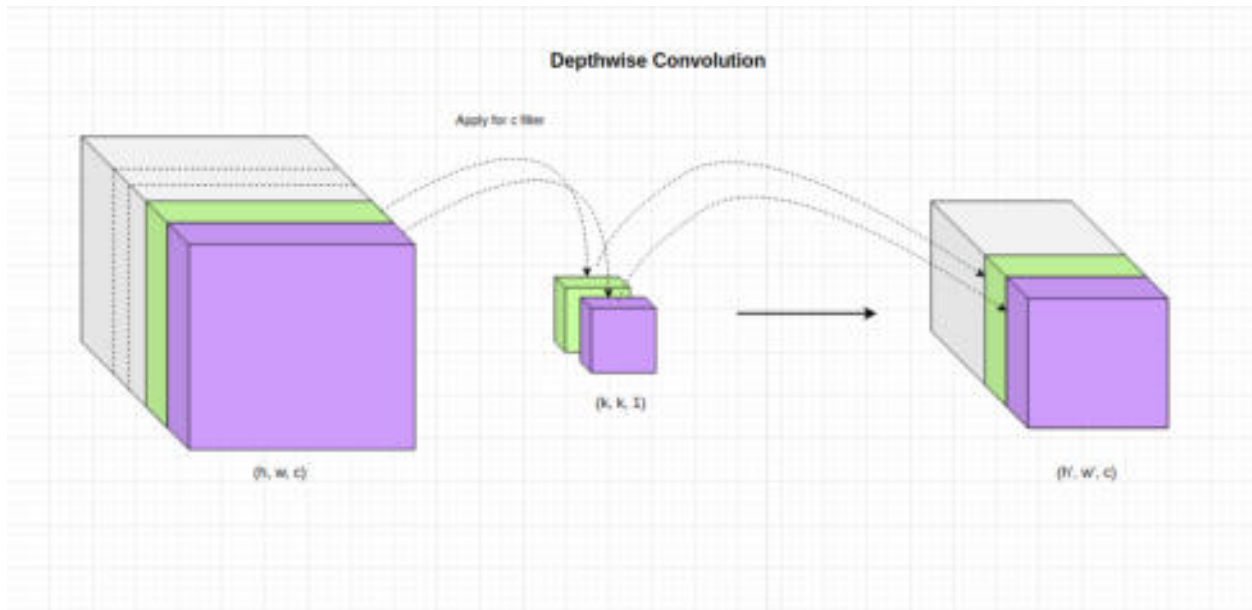 Depthwise Convolution
Apply for c filter
(k, k, 1)
(h, w, c)
(h', w', c)